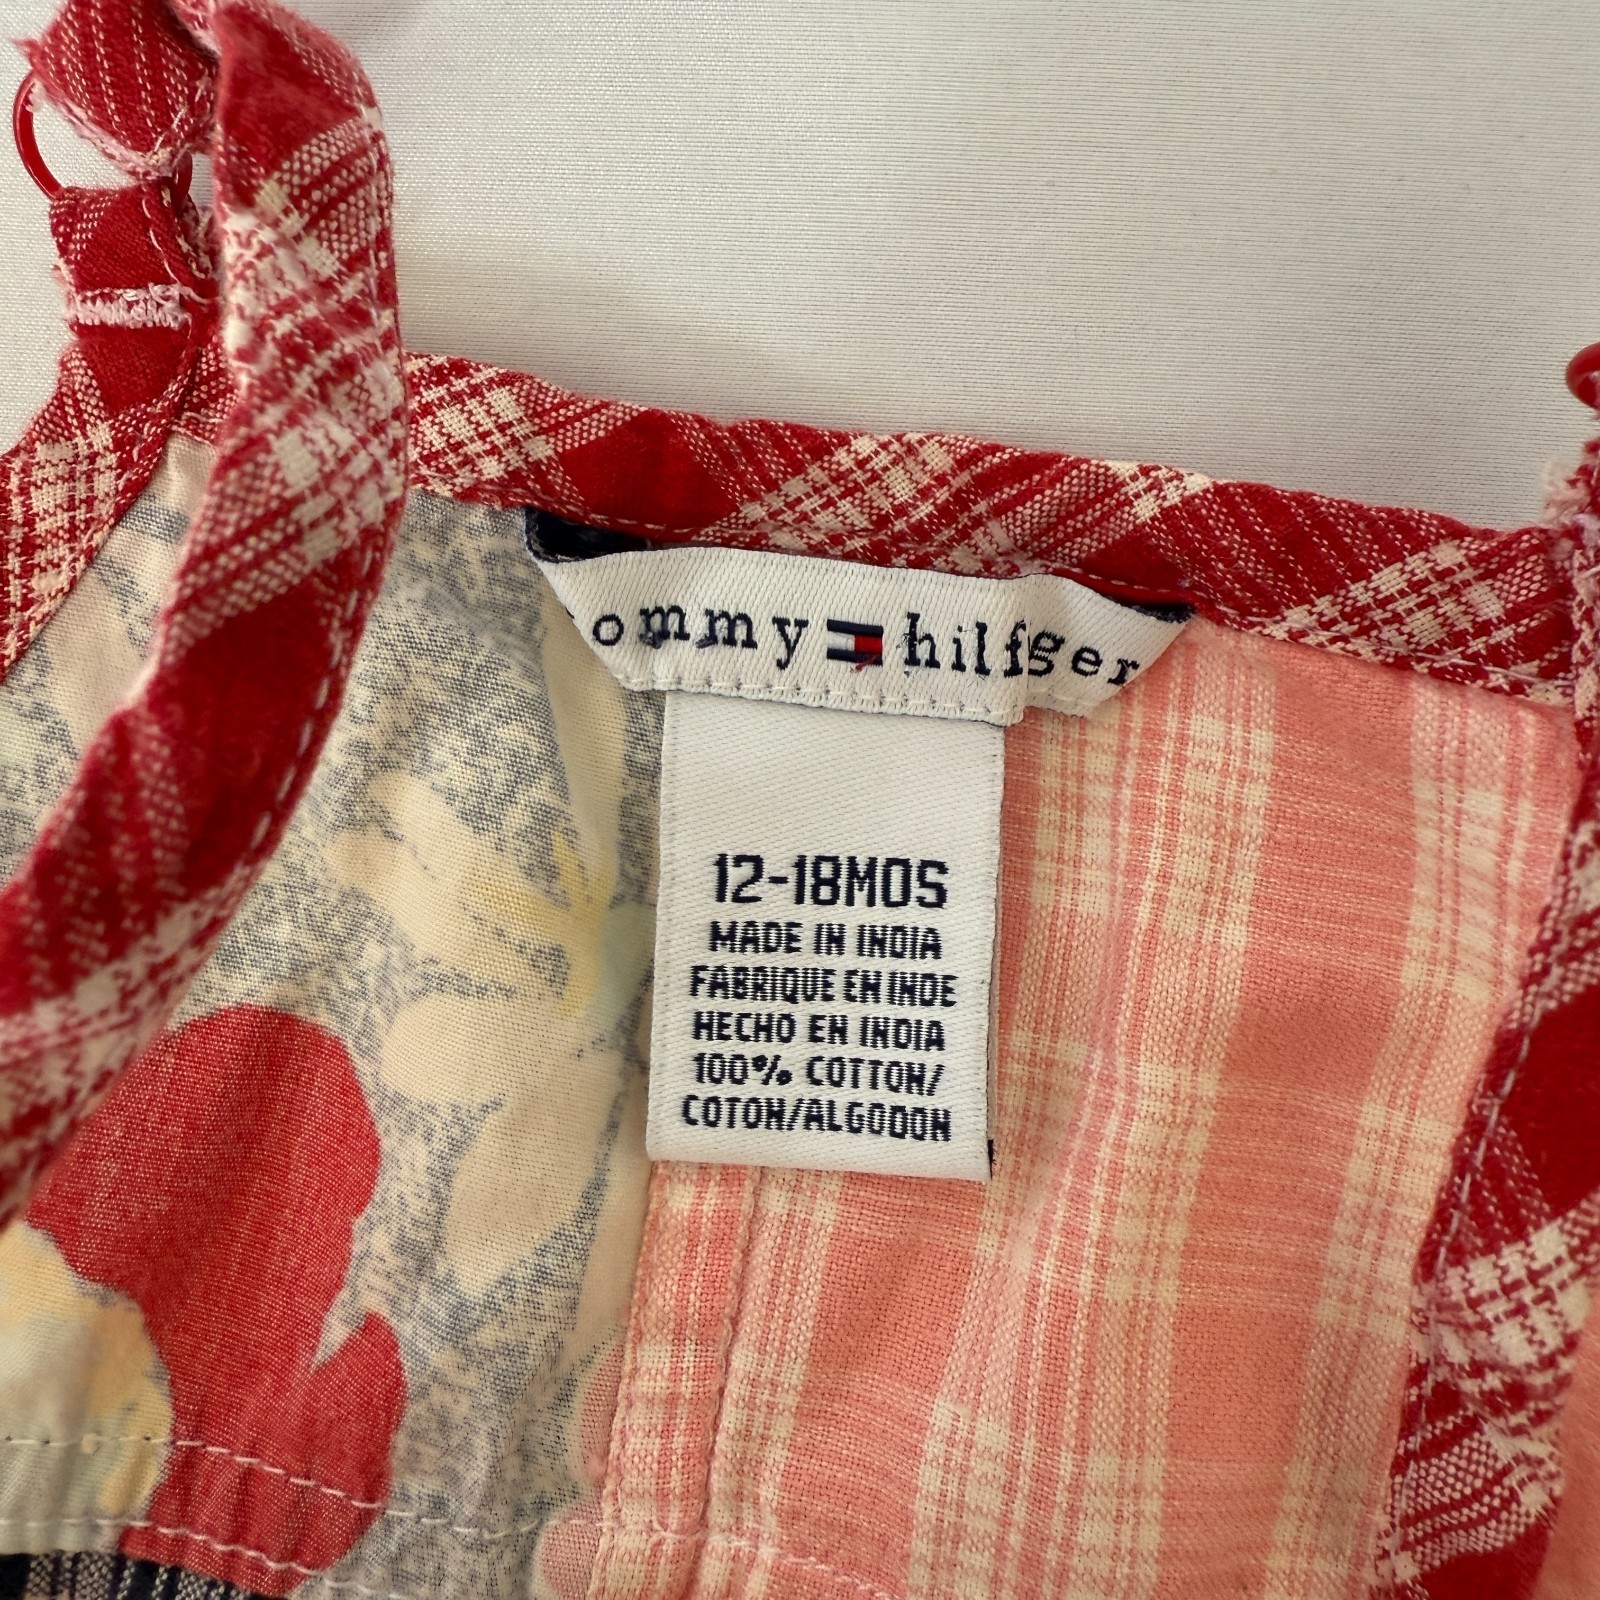 ommy hilfiger
12-18MOS
MADE IN INDIA
FABRIQUE EN INDE
HECHO EN INDIA
100% COTTON/
COTON/ALGODON